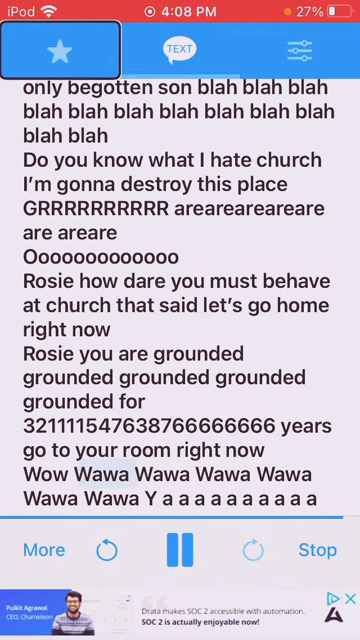 iPod 4:08 PM 27%
TEXT
only begotten son blah blah blah
blah blah blah blah blah blah blah
blah blah
Do you know what I hate church
I'm gonna destroy this place
GRRRRRRRRRR areareareareare
are areare
Ooooooooooooo
Rosie how dare you must behave
at church that said let's go home
right now
Rosie you are grounded
grounded grounded grounded
grounded for
321111547638766666666 years
go to your room right now
Wow Wawa Wawa Wawa Wawa
Wawa Wawa Y a a a a a a a a a a
More
Stop
Pulkit Agrawal
CEO, Chameleon
Drata makes SOC 2 accessible with automation.
SOC 2 is actually enjoyable now!